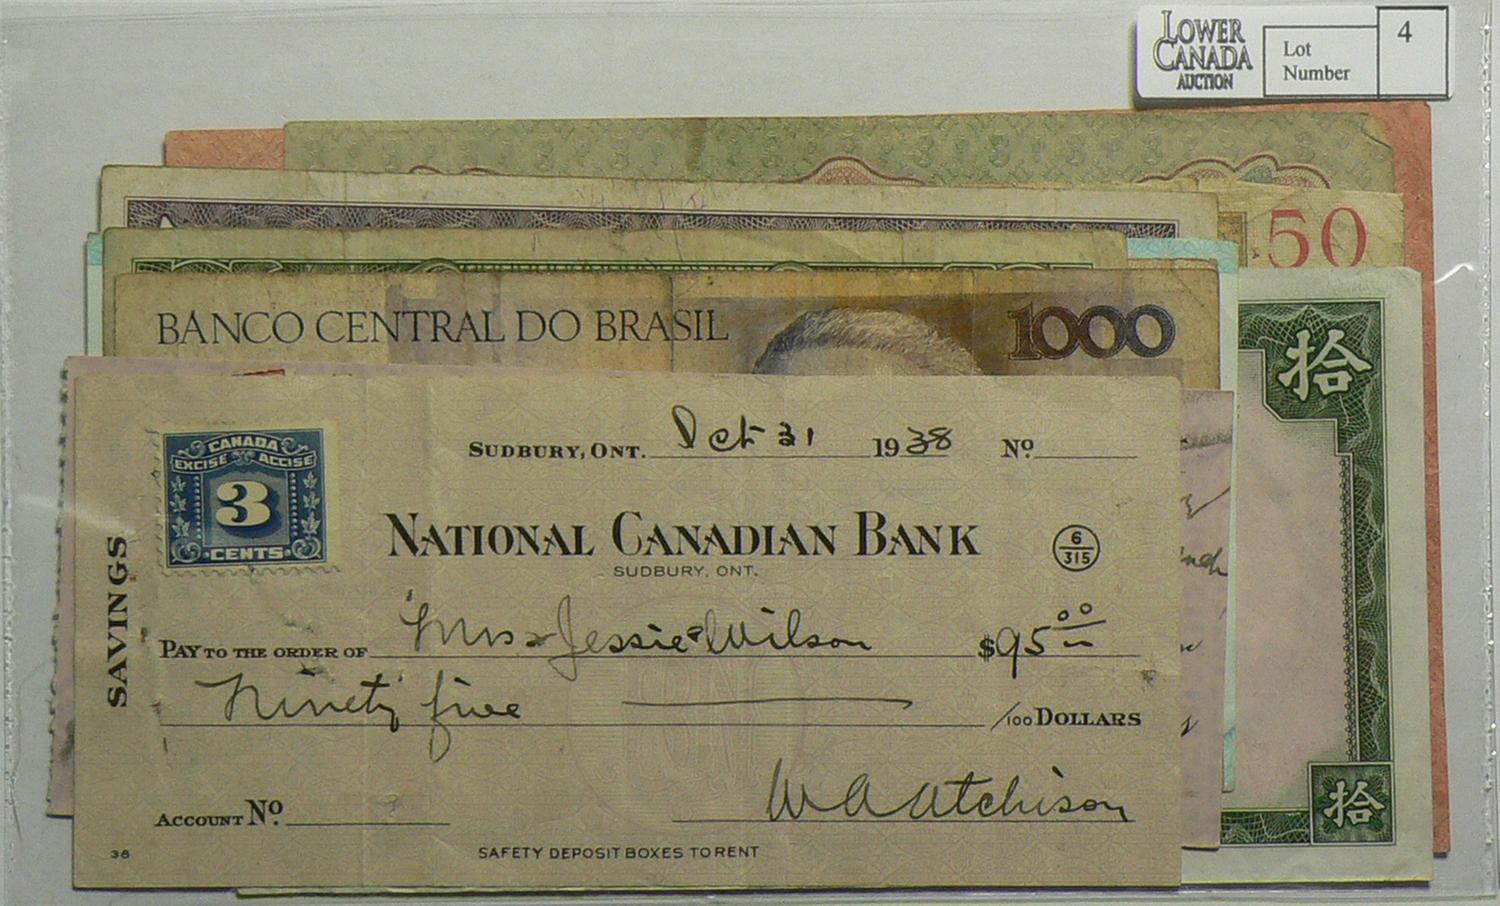 LOWER
CANADA
AUCTION
Lot
Number
4
50
BANCO CENTRAL DO BRASIL
1000
拾
CANADA
EXCISE ACCISE
3
CENTS
SUDBURY, ONT. Oct 31 1938 Nº
NATIONAL CANADIAN BANK
SUDBURY, ONT.
6
315
SAVINGS
PAY TO THE ORDER OF Mrs Jessie Wilson $95 00
Ninety five /100 DOLLARS
拾
W A Atchison
ACCOUNT Nº
38
SAFETY DEPOSIT BOXES TO RENT